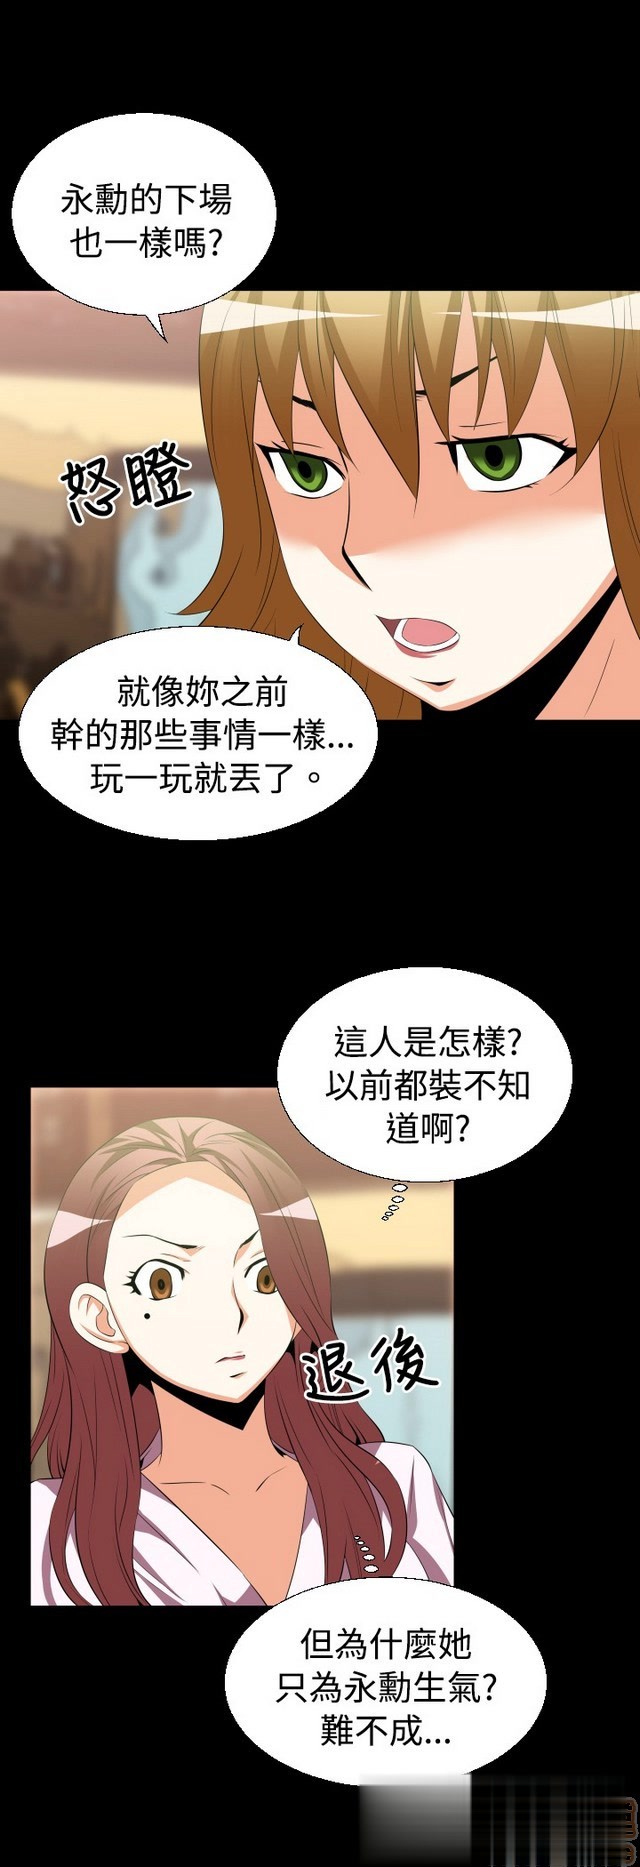 永勳的下場
也一樣嗎?
怒瞪
就像妳之前
幹的那些事情一樣...
玩一玩就丟了。
這人是怎樣?
以前都裝不知
道啊?
退後
但為什麼她
只為永勳生氣?
難不成...